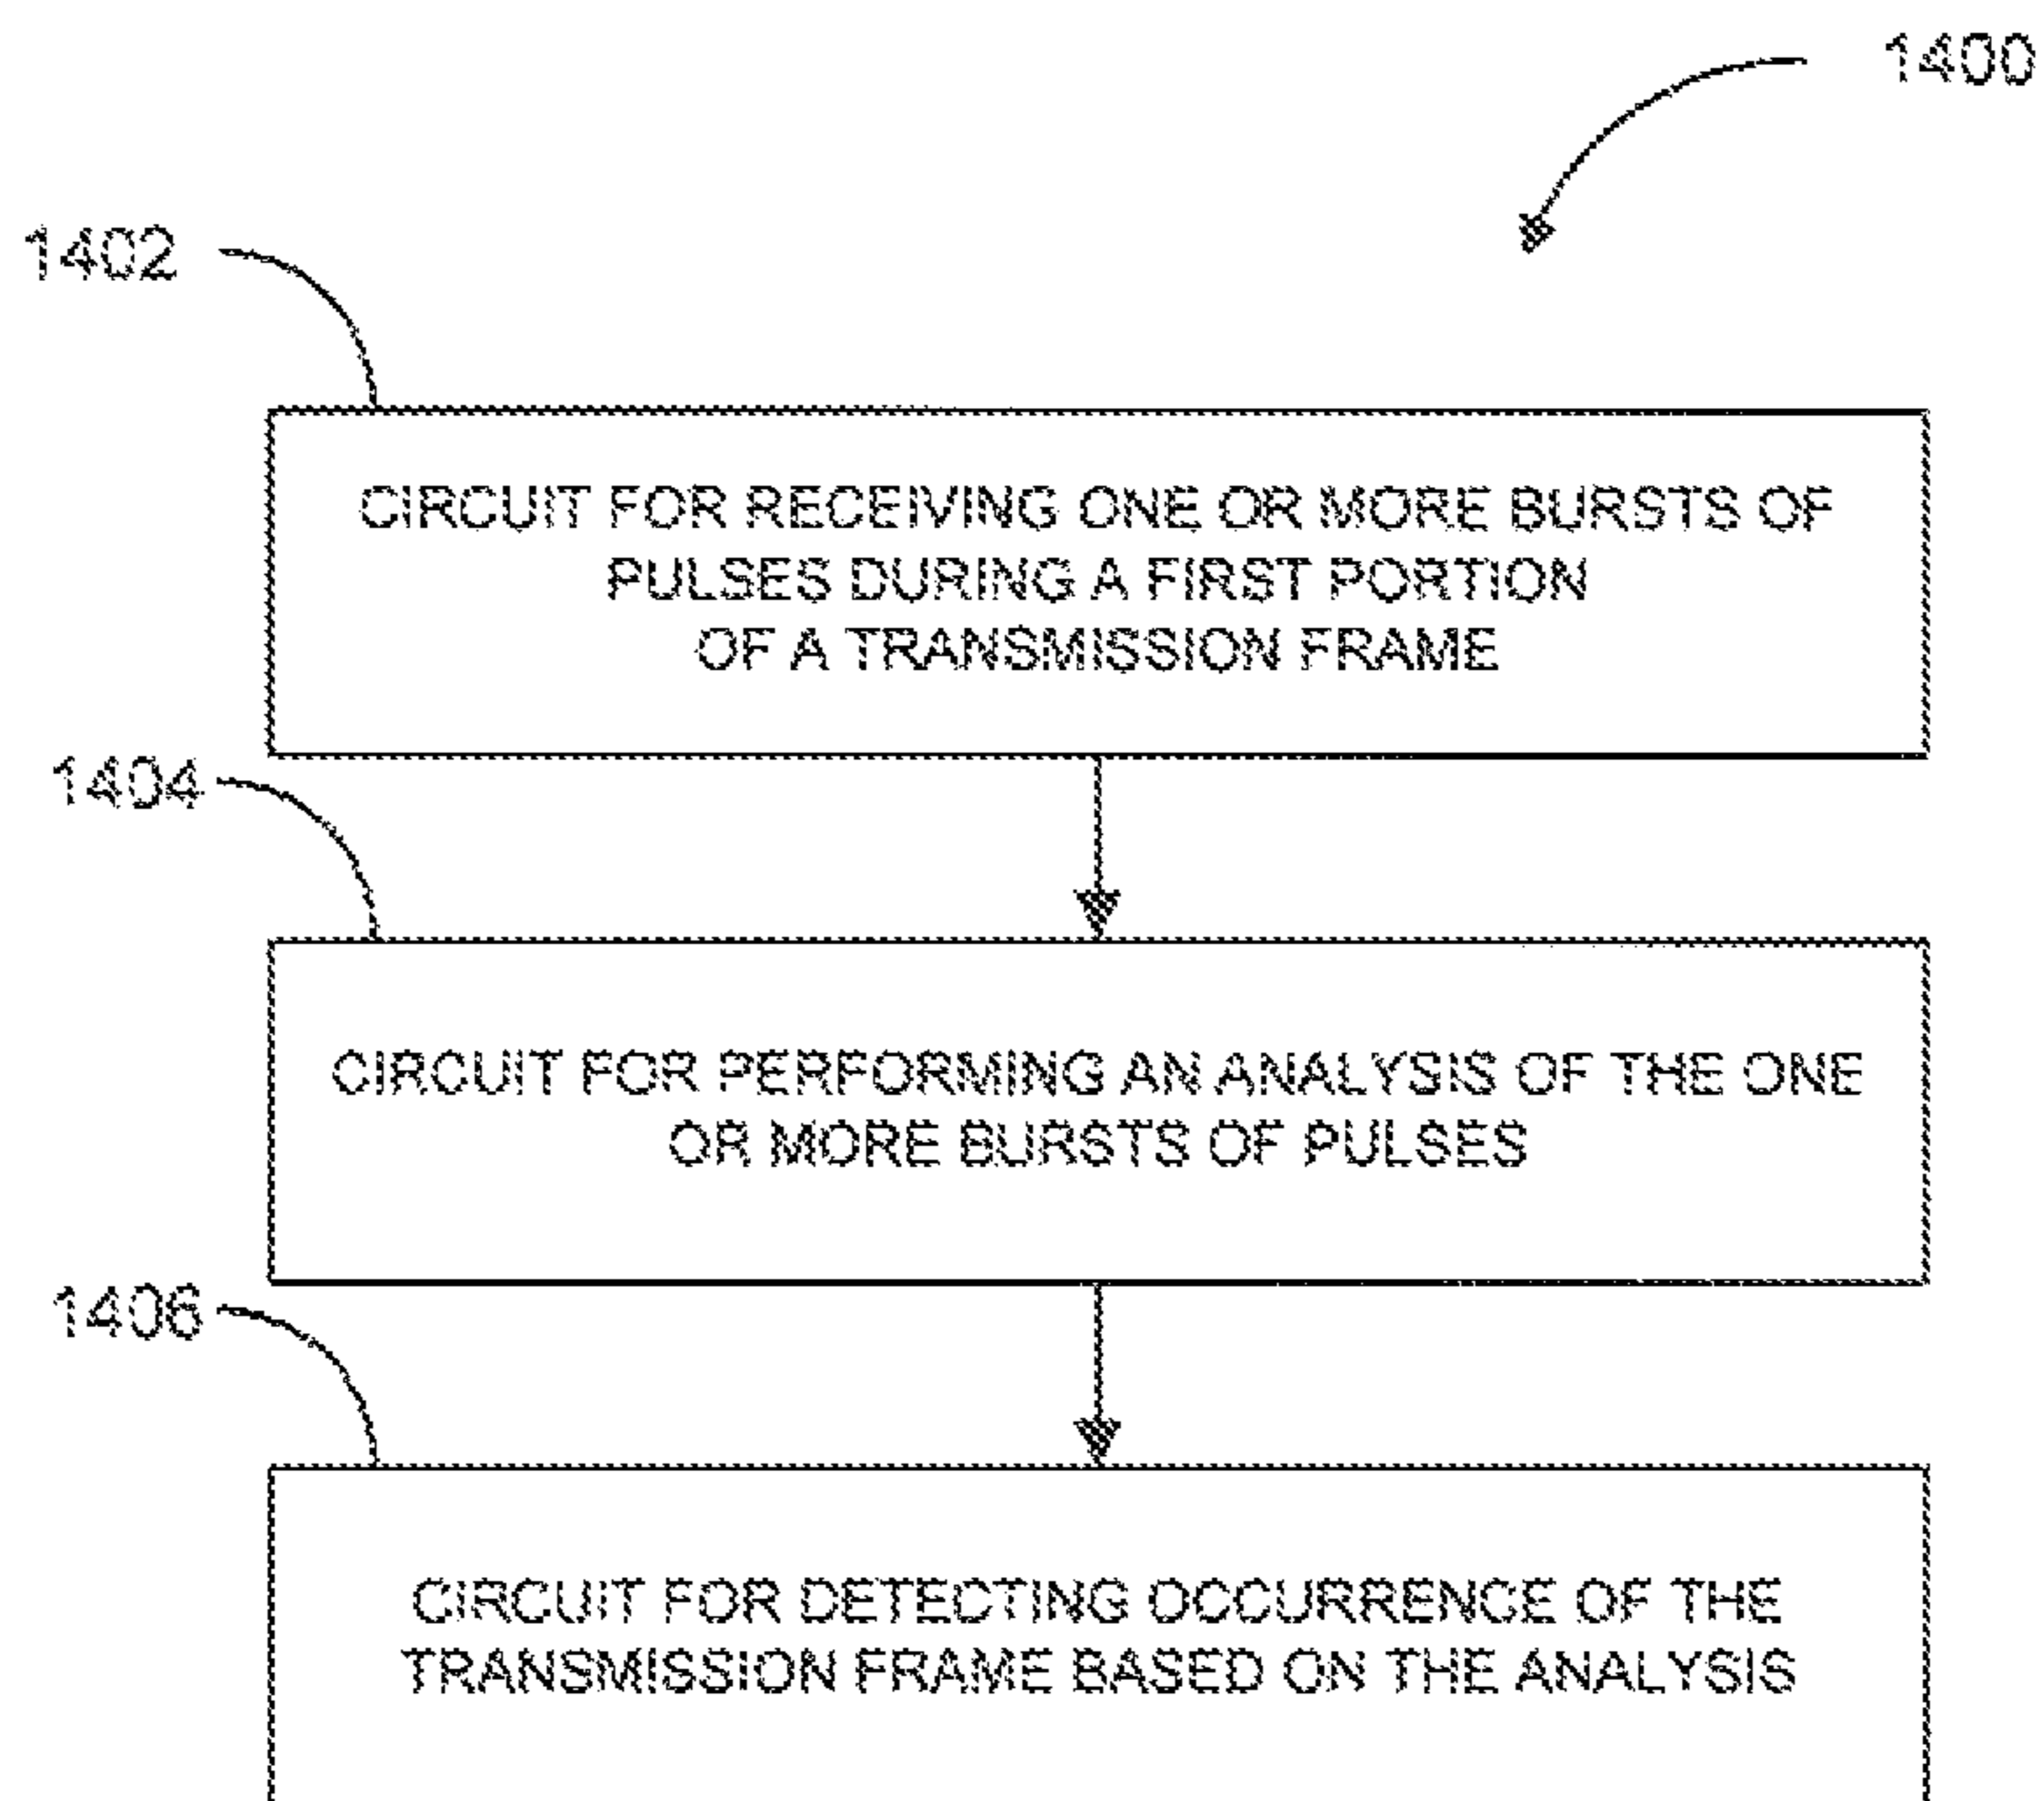 1400
1402
CIRCUIT FOR RECEIVING ONE OR MORE BURSTS OF
PULSES DURING A FIRST PORTION
OF A TRANSMISSION FRAME
1404
CIRCUIT FOR PERFORMING AN ANALYSIS OF THE ONE
OR MORE BURSTS OF PULSES
1406
CIRCUIT FOR DETECTING OCCURRENCE OF THE
TRANSMISSION FRAME BASED ON THE ANALYSIS